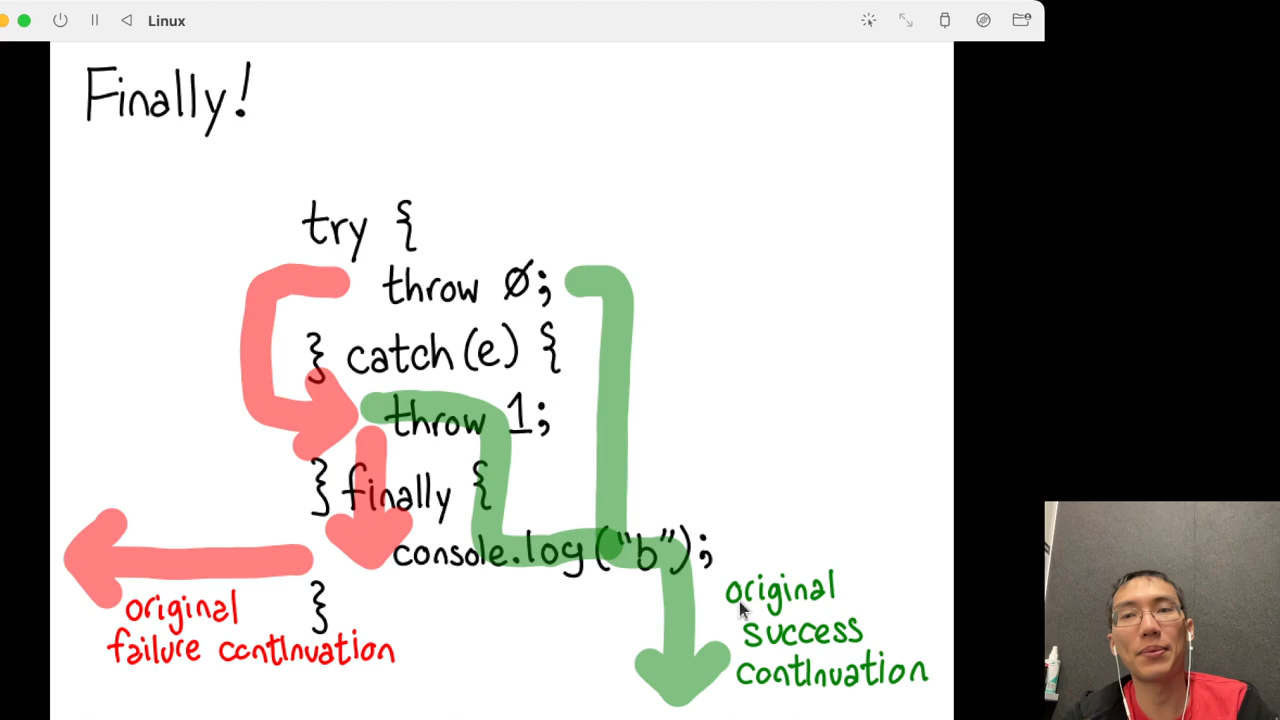 Linux
Finally!
try {
throw 0;
} catch(e) {
throw 1;
} finally {
console.log("b");
}
original
failure continuation
original
success
continuation